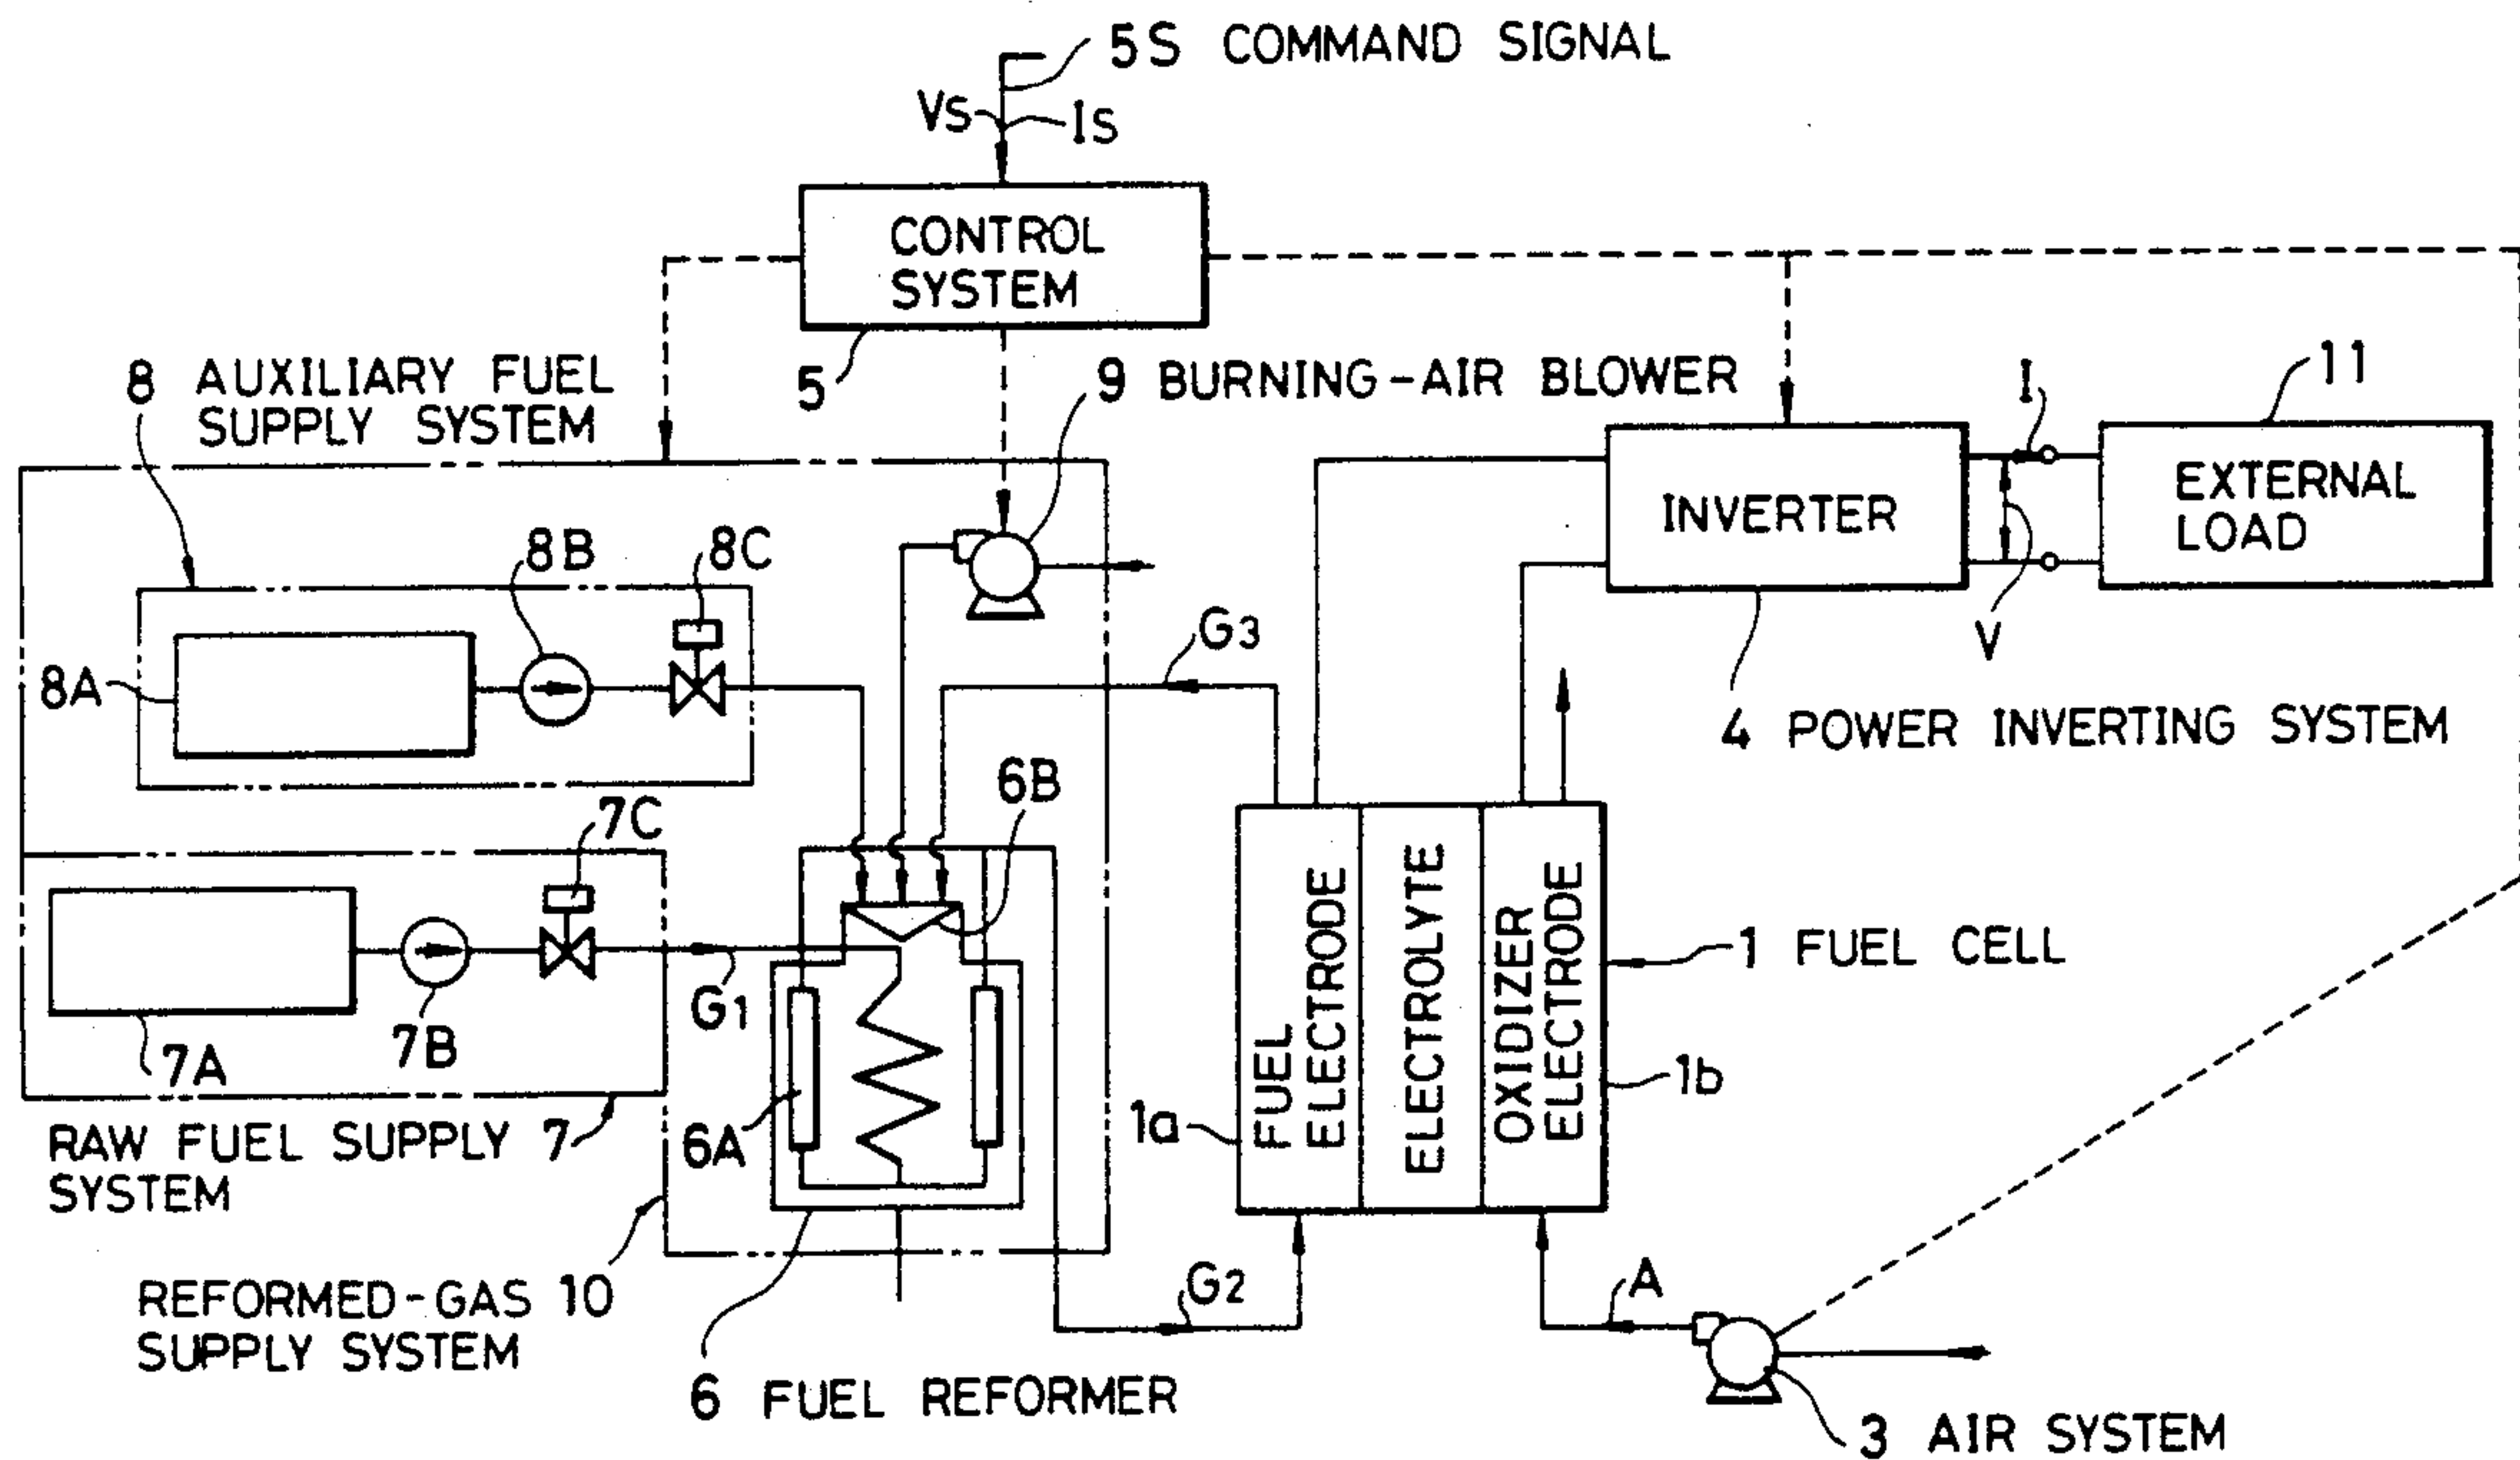 5S COMMAND SIGNAL
VS
IS
CONTROL
SYSTEM
5
8 AUXILIARY FUEL
SUPPLY SYSTEM
9 BURNING-AIR BLOWER
I
11
INVERTER
EXTERNAL
LOAD
8B
8C
V
8A
G3
4 POWER INVERTING SYSTEM
6B
7C
7A
7B
G1
6A
FUEL
ELECTRODE
ELECTROLYTE
OXIDIZER
ELECTRODE
1 FUEL CELL
1a
1b
RAW FUEL SUPPLY 7
SYSTEM
REFORMED-GAS 10
SUPPLY SYSTEM
G2
A
6 FUEL REFORMER
3 AIR SYSTEM